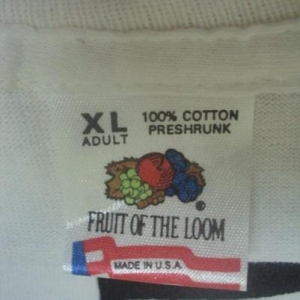 XL
ADULT
100% COTTON
PRESHRUNK
®
FRUIT OF THE LOOM
MADE IN U.S.A.